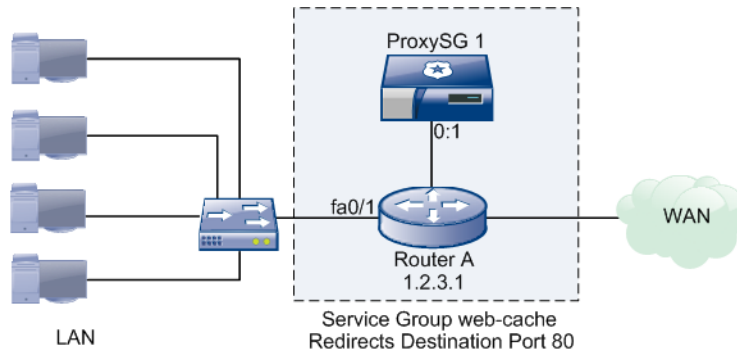 ProxySG 1
0:1
fa0/1
Router A
1.2.3.1
WAN
LAN
Service Group web-cache
Redirects Destination Port 80